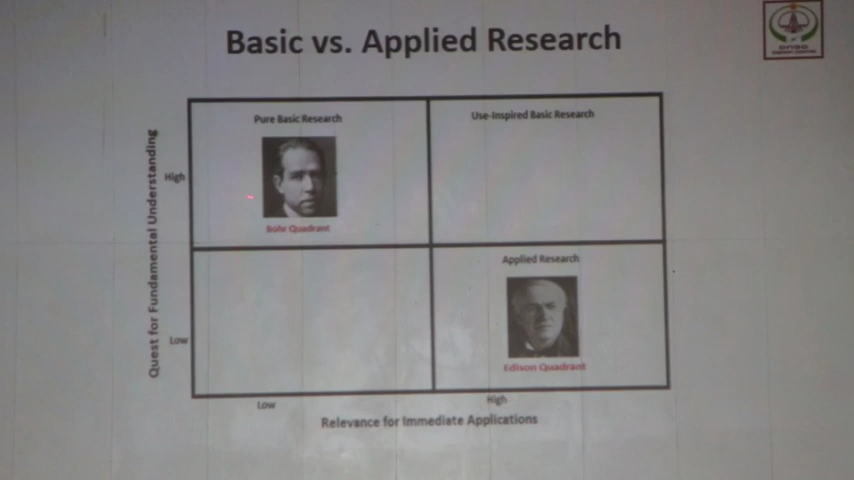 Basic vs. Applied Research
Pure Basic Research
Use-Inspired Basic Research
High
Bohr Quadrant
Quest for Fundamental Understanding
Applied Research
Low
Edison Quadrant
Low
High
Relevance for Immediate Applications